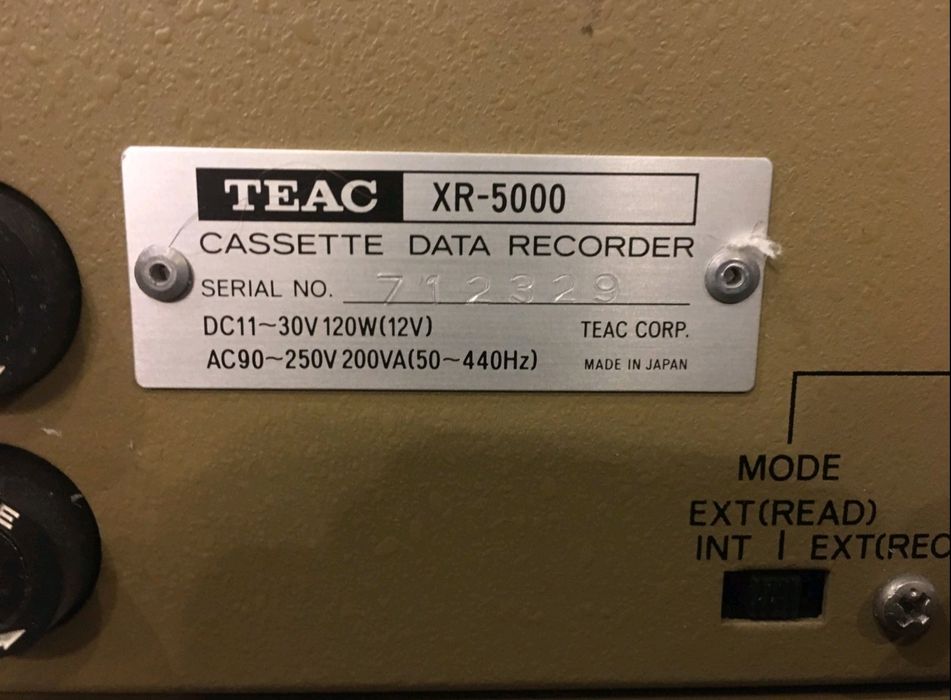 TEAC XR-5000
CASSETTE DATA RECORDER
SERIAL NO. 712329
DC11~30V 120W(12V) TEAC CORP.
AC90~250V 200VA(50~440Hz) MADE IN JAPAN
MODE
EXT(READ)
INT | EXT(REC
E